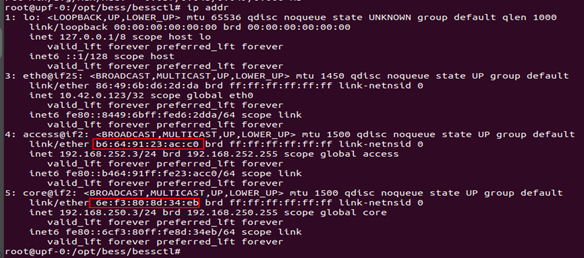 root@upf-0:/opt/bess/bessctl# ip addr
1: lo: <LOOPBACK,UP,LOWER_UP> mtu 65536 qdisc noqueue state UNKNOWN group default qlen 1000
link/loopback 00:00:00:00:00:00 brd 00:00:00:00:00:00
inet 127.0.0.1/8 scope host lo
valid_lft forever preferred_lft forever
inet6 ::1/128 scope host
valid_lft forever preferred_lft forever
3: eth0@if25: <BROADCAST,MULTICAST,UP,LOWER_UP> mtu 1450 qdisc noqueue state UP group default
link/ether 86:49:6b:d6:2d:da brd ff:ff:ff:ff:ff:ff link-netnsid 0
inet 10.42.0.123/32 scope global eth0
valid_lft forever preferred_lft forever
inet6 fe80::8449:6bff:fed6:2dda/64 scope link
valid_lft forever preferred_lft forever
4: access@if2: <BROADCAST,MULTICAST,UP,LOWER_UP> mtu 1500 qdisc noqueue state UP group default
link/ether b6:64:91:23:ac:c0 brd ff:ff:ff:ff:ff:ff link-netnsid 0
inet 192.168.252.3/24 brd 192.168.252.255 scope global access
valid_lft forever preferred_lft forever
inet6 fe80::b464:91ff:fe23:acc0/64 scope link
valid_lft forever preferred_lft forever
5: core@if2: <BROADCAST,MULTICAST,UP,LOWER_UP> mtu 1500 qdisc noqueue state UP group default
link/ether 6e:f3:80:8d:34:eb brd ff:ff:ff:ff:ff:ff link-netnsid 0
inet 192.168.250.3/24 brd 192.168.250.255 scope global core
valid_lft forever preferred_lft forever
inet6 fe80::6cf3:80ff:fe8d:34eb/64 scope link
valid_lft forever preferred_lft forever
root@upf-0:/opt/bess/bessctl#